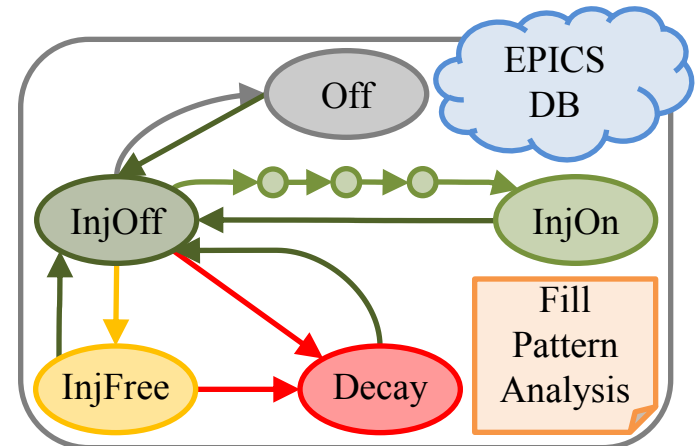 EPICS
DB
Off
InjOff
InjOn
Fill
Pattern
Analysis
InjFree
Decay